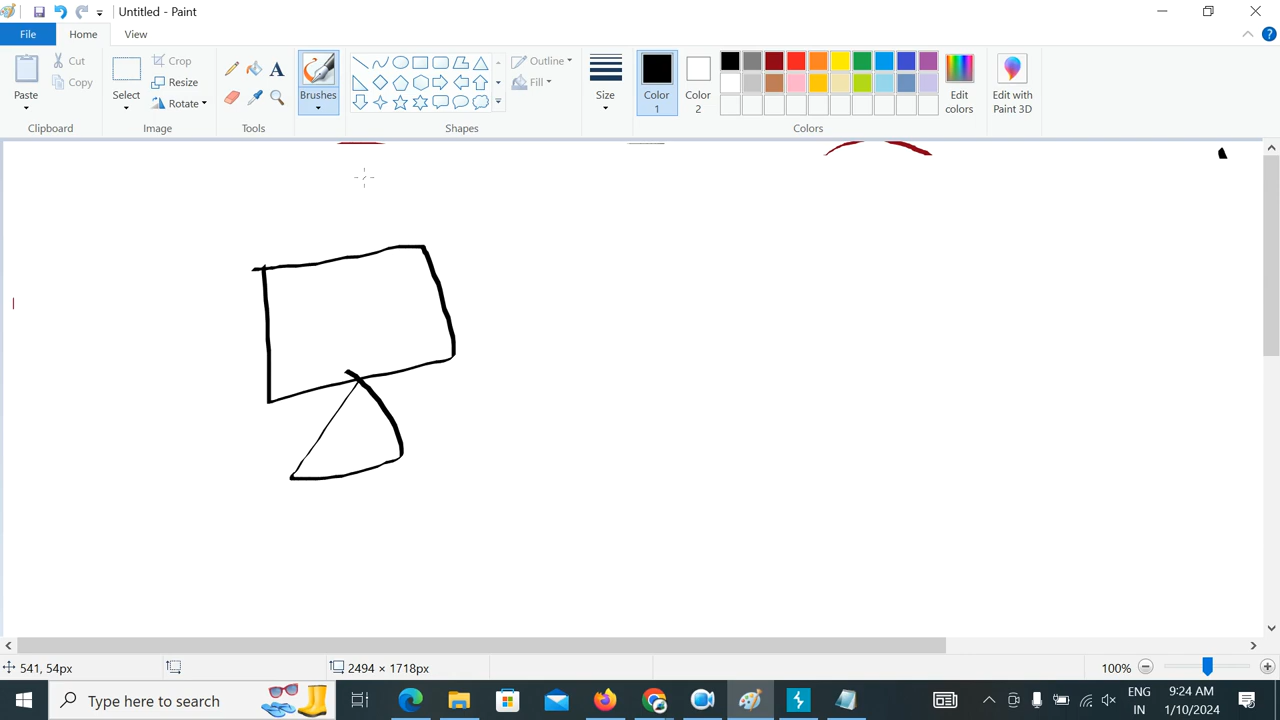 Untitled - Paint
File
Home
View
Paste
Cut
Copy
Clipboard
Select
Crop
Resize
Rotate
Image
Tools
Brushes
Outline
Fill
Shapes
Size
Color 1
Color 2
Edit colors
Colors
Edit with Paint 3D
541, 54px
2494 × 1718px
100%
Type here to search
ENG
IN
9:24 AM
1/10/2024